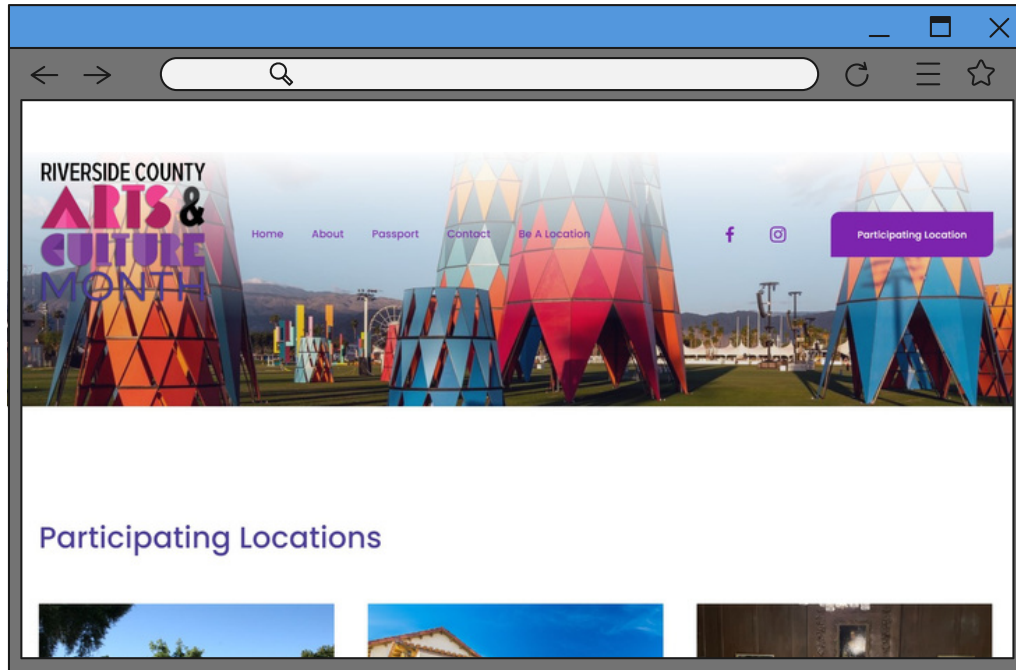 RIVERSIDE COUNTY
ARTS &
CULTURE
MONTH
Home About Passport Contact Be A Location
Participating Location
Participating Locations